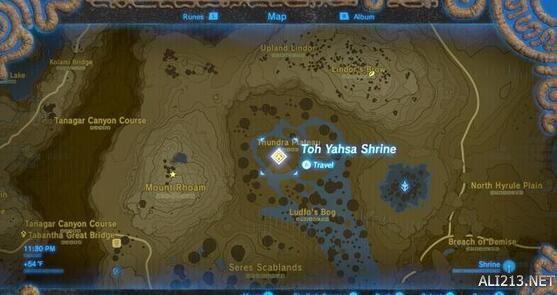 Runes L Map R Album
Upland Lindor
Kolami Bridge
Lindor's Brow
Lake
Tanagar Canyon Course
Thundra Plateau
Toh Yahsa Shrine
Travel
Mount Rhoam
North Hyrule Plain
Ludfo's Bog
Tanagar Canyon Course
Tabantha Great Bridge
Breach of Demise
11:30 PM
+54°F
Seres Scablands
Shrine
ALI213.NET